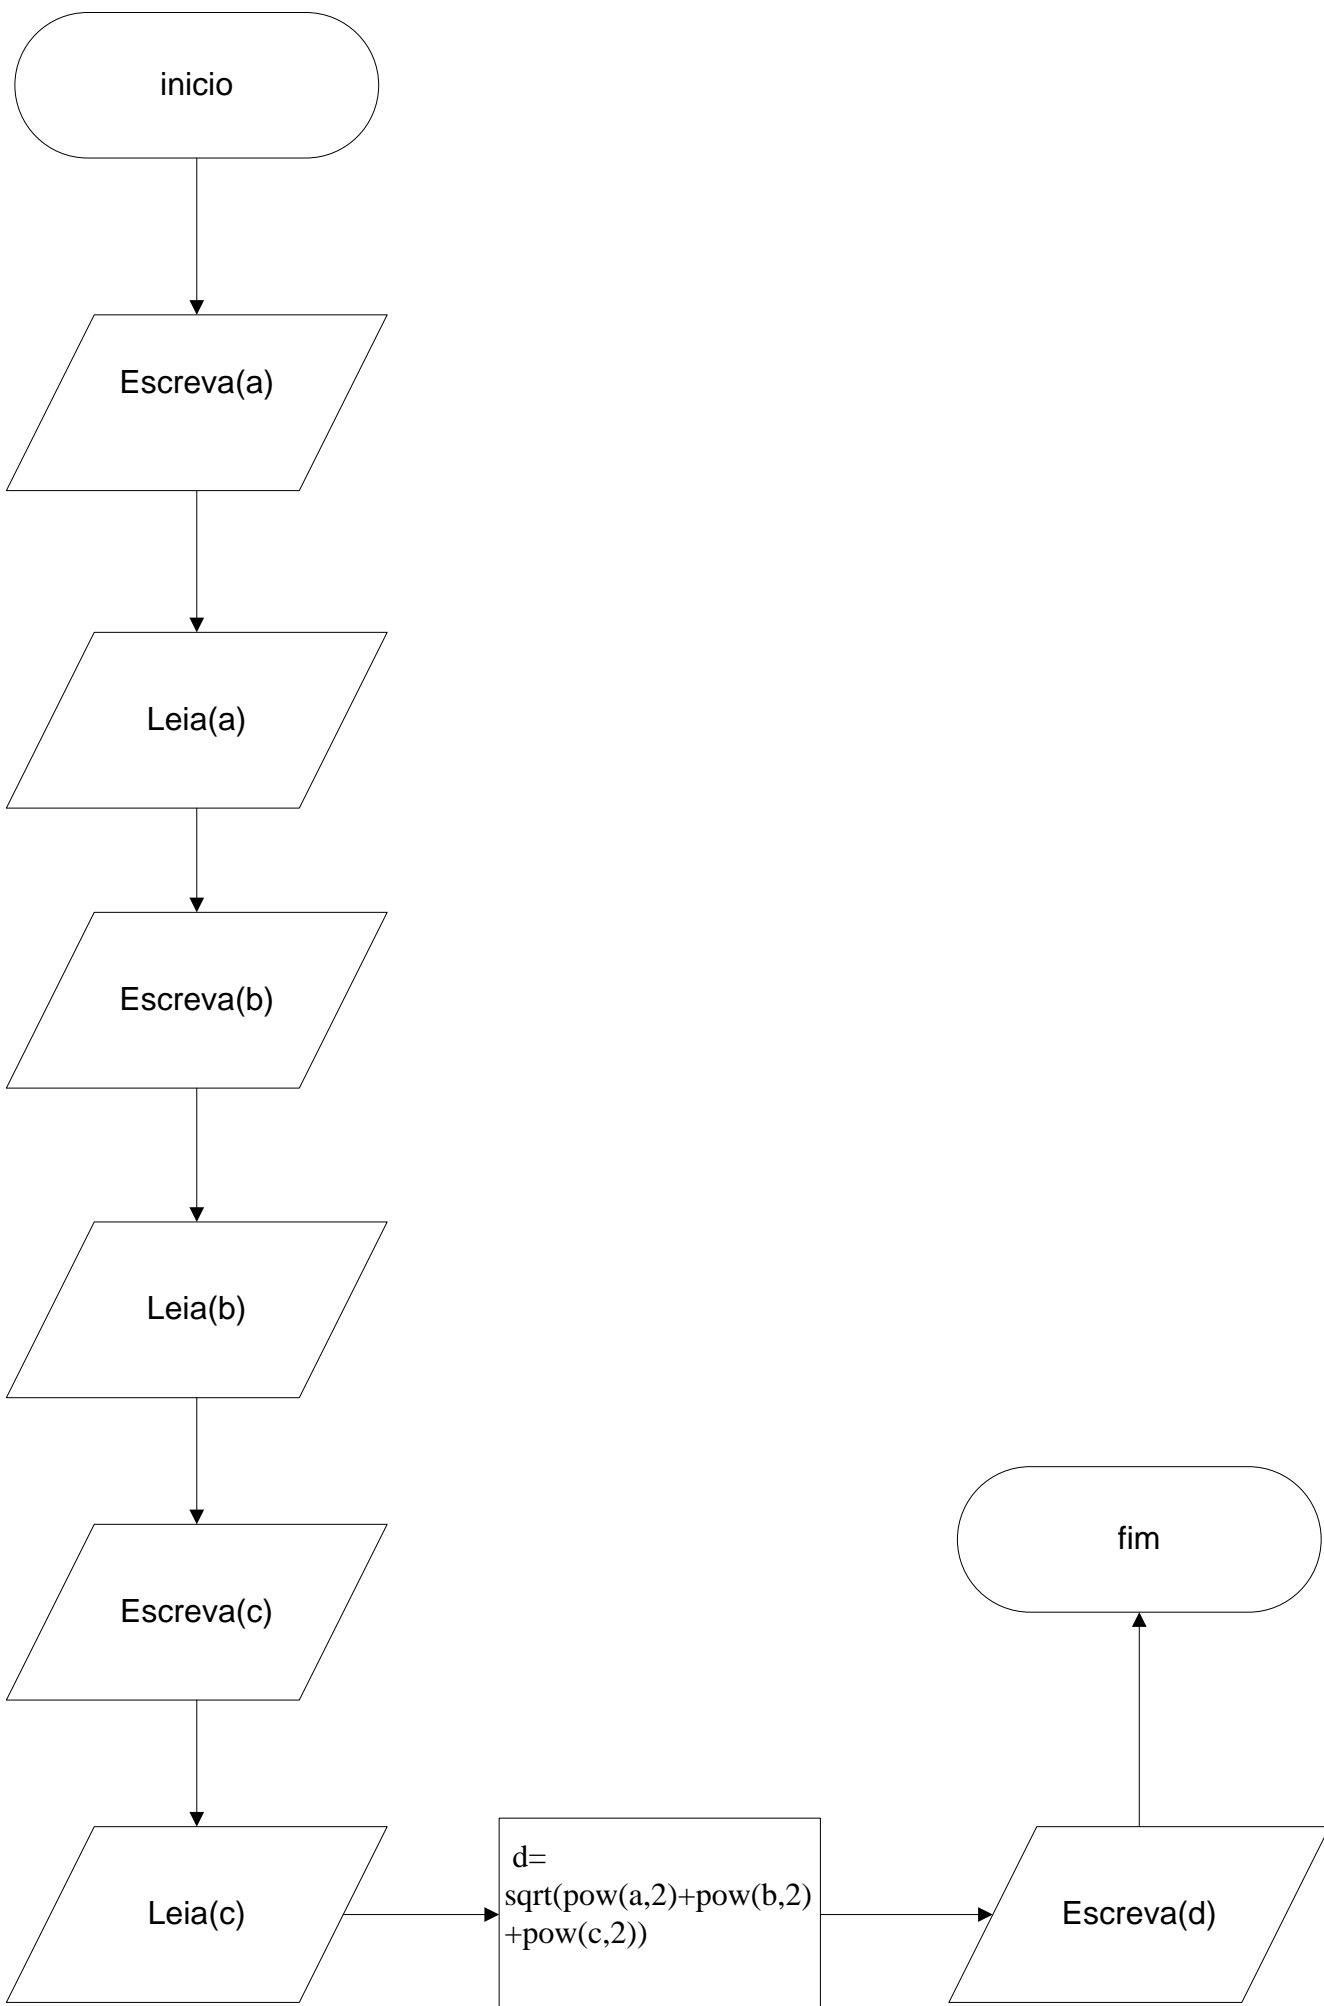 inicio
Escreva(a)
Leia(a)
Escreva(b)
Leia(b)
Escreva(c)
Leia(c)
d=
sqrt(pow(a,2)+pow(b,2)
+pow(c,2))
Escreva(d)
fim